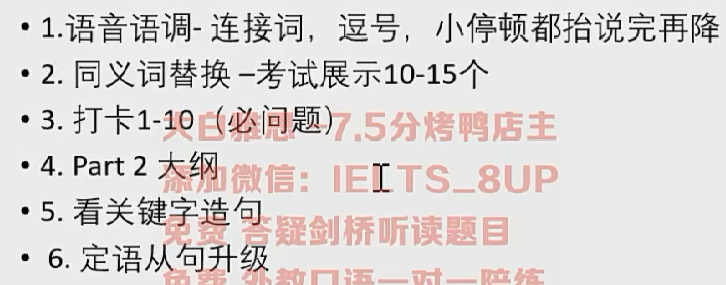 • 1.语音语调- 连接词，逗号，小停顿都抬说完再降
• 2. 同义词替换 –考试展示10-15个
• 3. 打卡1-10（必问题）
大白雅思 -7.5分烤鸭店主
• 4. Part 2 大纲
添加微信：IELTS_8UP
• 5. 看关键字造句
免费 答疑剑桥听读题目
• 6. 定语从句升级
免费 外教口语一对一陪练